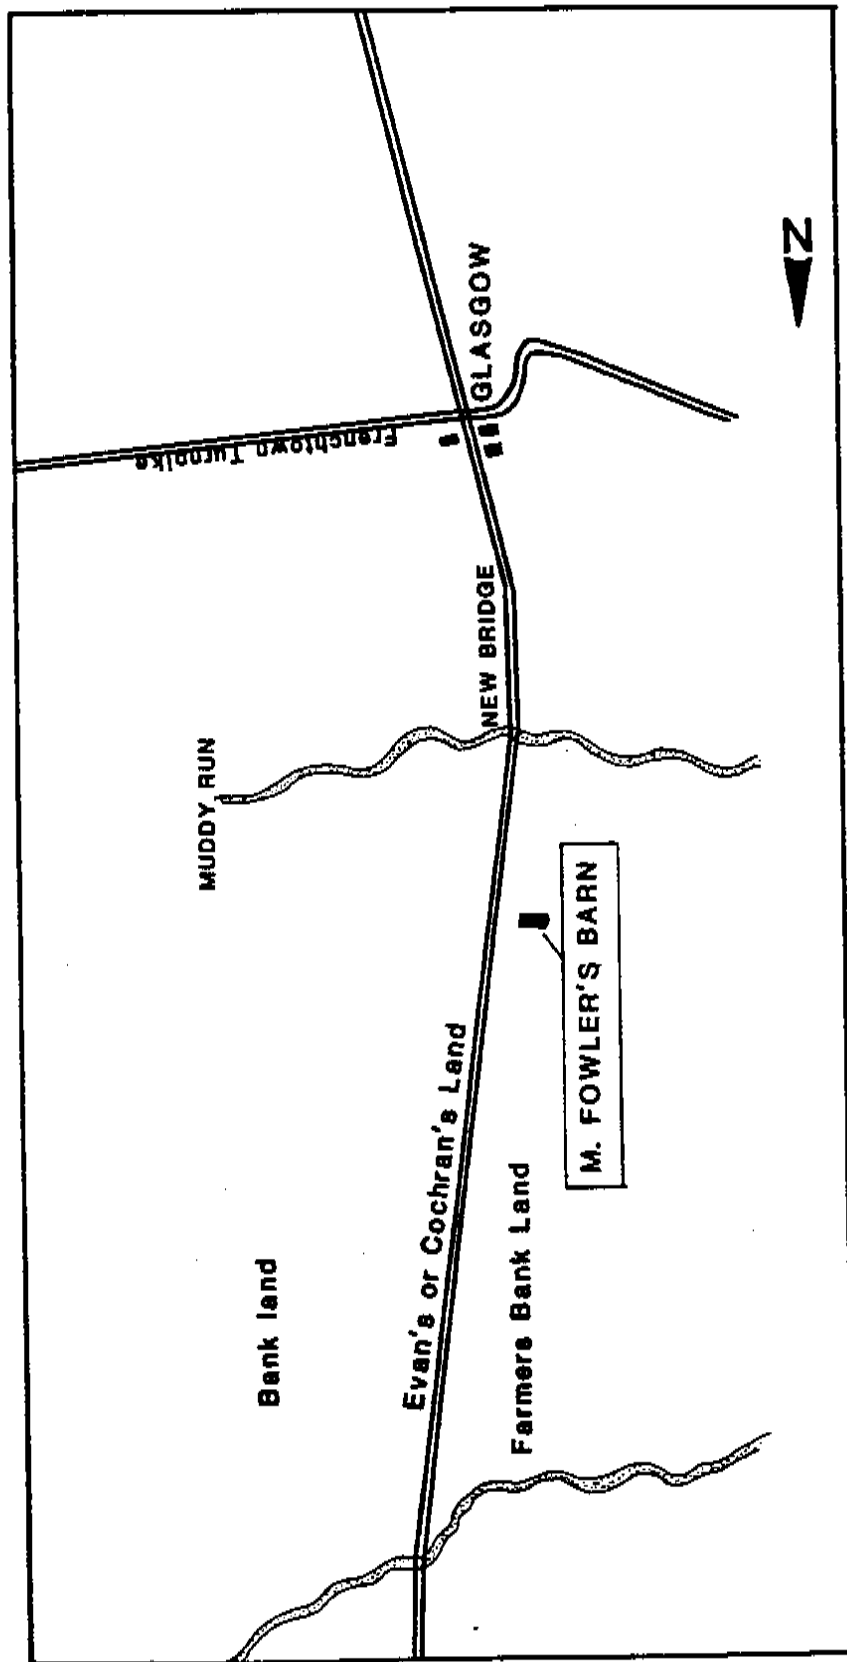 Frenchtown Turnpike
GLASGOW
N
NEW BRIDGE
MUDDY RUN
M. FOWLER'S BARN
Evan's or Cochran's Land
Bank land
Farmers Bank Land